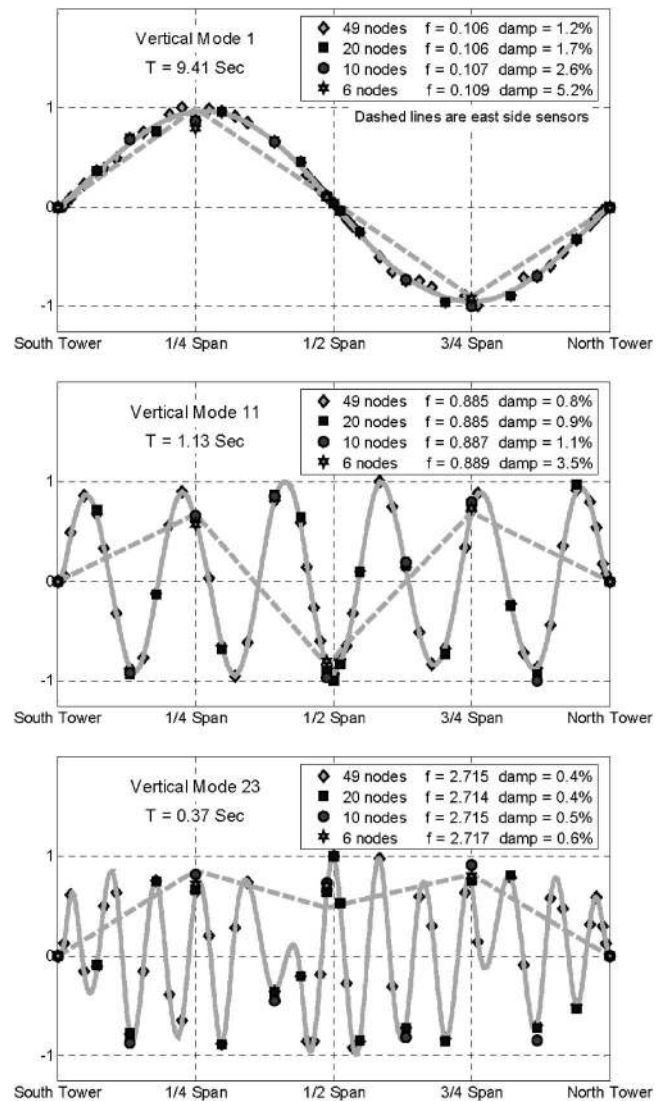 Vertical Mode 1
T = 9.41 Sec
49 nodes f = 0.106 damp = 1.2%
20 nodes f = 0.106 damp = 1.7%
10 nodes f = 0.107 damp = 2.6%
6 nodes f = 0.109 damp = 5.2%
Dashed lines are east side sensors
1
0
-1
South Tower 1/4 Span 1/2 Span 3/4 Span North Tower
Vertical Mode 11
T = 1.13 Sec
49 nodes f = 0.885 damp = 0.8%
20 nodes f = 0.885 damp = 0.9%
10 nodes f = 0.887 damp = 1.1%
6 nodes f = 0.889 damp = 3.5%
1
0
-1
South Tower 1/4 Span 1/2 Span 3/4 Span North Tower
Vertical Mode 23
T = 0.37 Sec
49 nodes f = 2.715 damp = 0.4%
20 nodes f = 2.714 damp = 0.4%
10 nodes f = 2.715 damp = 0.5%
6 nodes f = 2.717 damp = 0.6%
1
0
-1
South Tower 1/4 Span 1/2 Span 3/4 Span North Tower